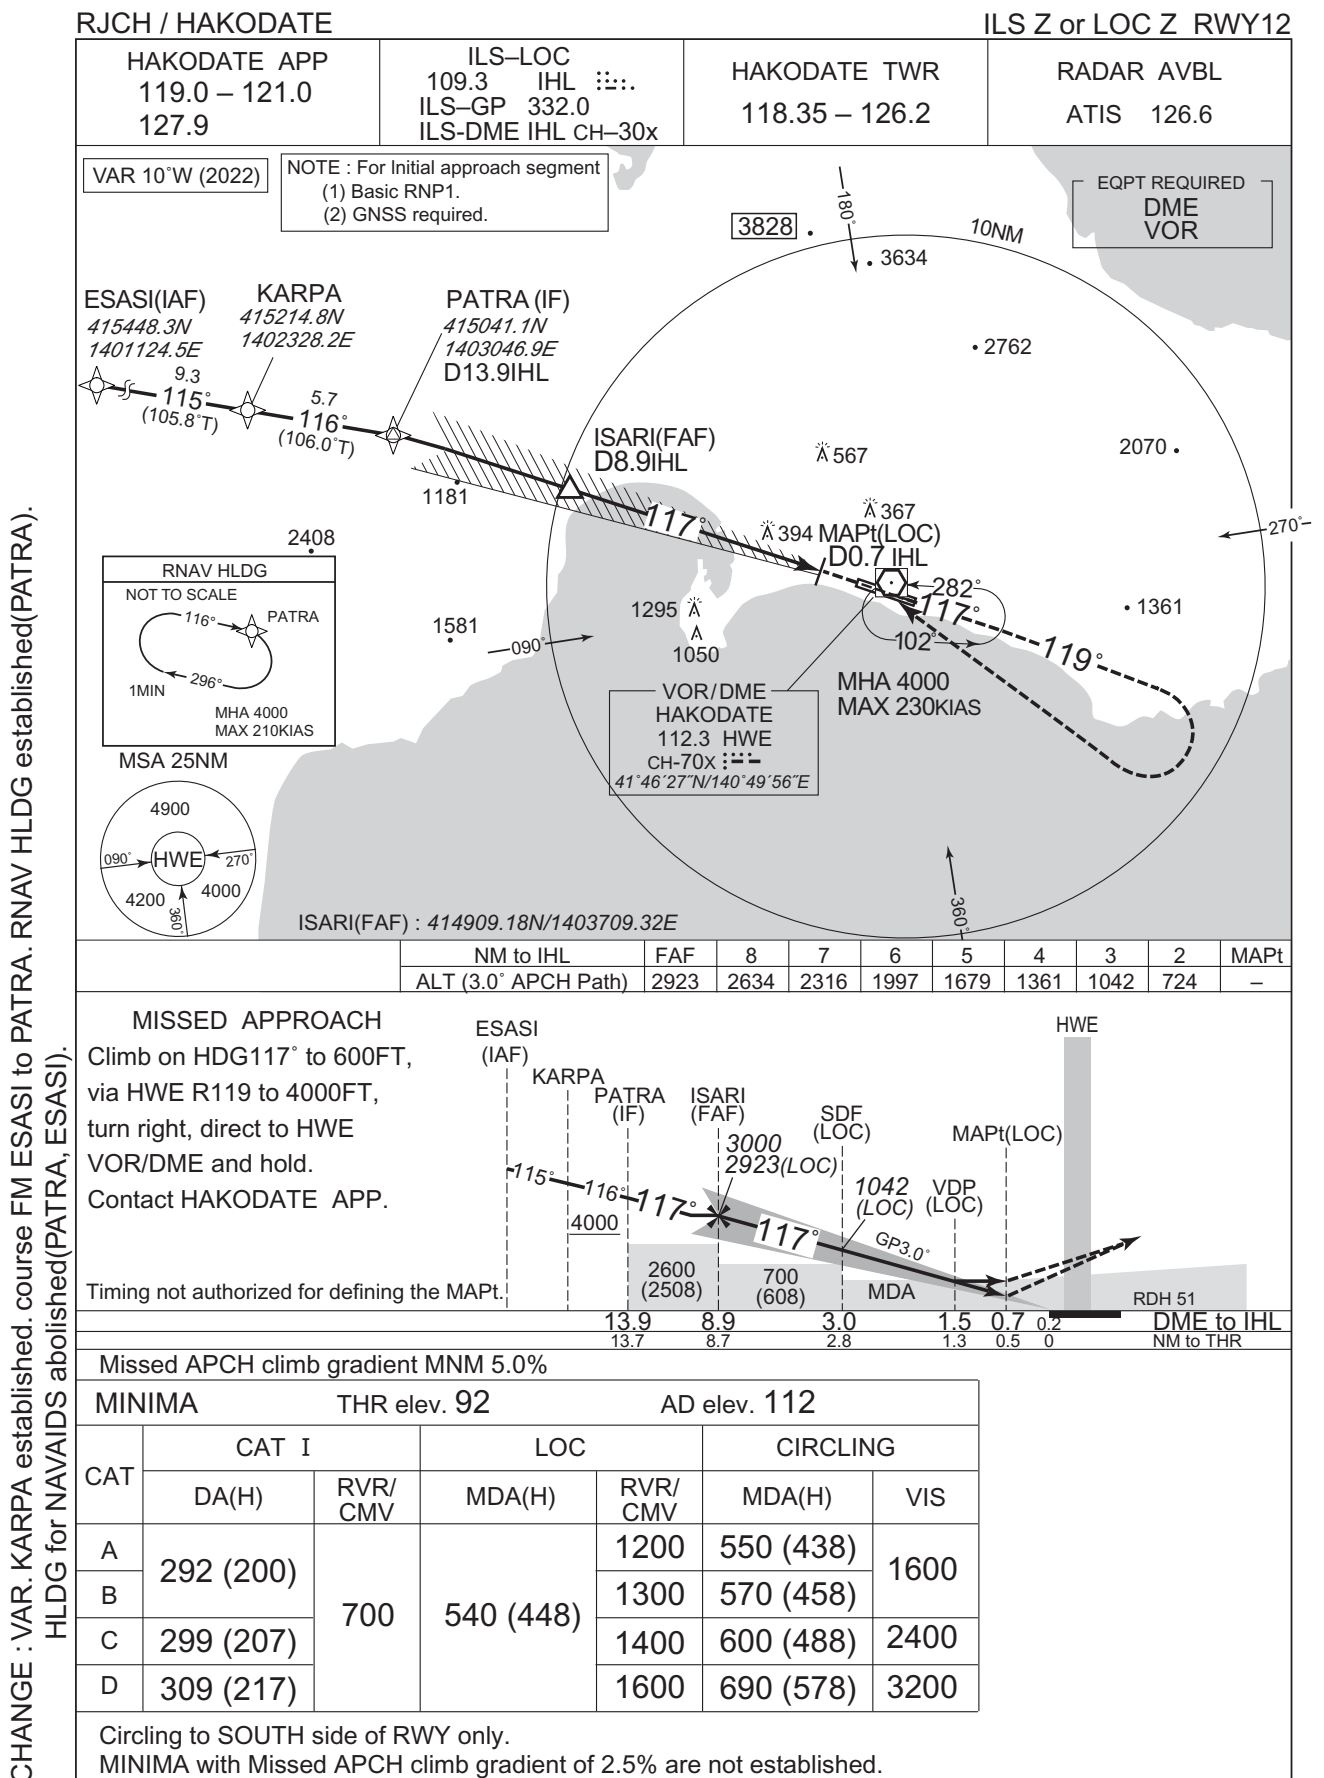 RJCH / HAKODATE
ILS Z or LOC Z RWY12
HAKODATE APP
119.0 – 121.0
127.9
ILS–LOC
109.3 IHL
ILS–GP 332.0
ILS-DME IHL CH–30X
HAKODATE TWR
118.35 – 126.2
RADAR AVBL
ATIS 126.6
VAR 10°W (2022)
NOTE : For Initial approach segment
(1) Basic RNP1.
(2) GNSS required.
EQPT REQUIRED
DME
VOR
3828
180°
10NM
3634
ESASI(IAF)
415448.3N
1401124.5E
KARPA
415214.8N
1402328.2E
PATRA (IF)
415041.1N
1403046.9E
D13.9IHL
2762
9.3
115°
(105.8°T)
5.7
116°
(106.0°T)
ISARI(FAF)
D8.9IHL
567
2070
1181
117°
394
367
MAPt(LOC)
D0.7 IHL
270°
2408
RNAV HLDG
NOT TO SCALE
116°
PATRA
296°
1MIN
MHA 4000
MAX 210KIAS
1581
090°
1295
1050
282°
117°
102°
119°
1361
MHA 4000
MAX 230KIAS
VOR/DME
HAKODATE
112.3 HWE
CH-70X
41°46′27″N/140°49′56″E
MSA 25NM
4900
090°
HWE
270°
4200
4000
360°
360°
ISARI(FAF) : 414909.18N/1403709.32E
NM to IHL FAF 8 7 6 5 4 3 2 MAPt
ALT (3.0° APCH Path) 2923 2634 2316 1997 1679 1361 1042 724 –
MISSED APPROACH
Climb on HDG117° to 600FT,
via HWE R119 to 4000FT,
turn right, direct to HWE
VOR/DME and hold.
Contact HAKODATE APP.
Timing not authorized for defining the MAPt.
ESASI
(IAF)
KARPA
PATRA
(IF)
ISARI
(FAF)
3000
2923(LOC)
SDF
(LOC)
1042
(LOC)
VDP
(LOC)
MAPt(LOC)
HWE
115°
116°
117°
4000
117°
GP3.0°
2600
(2508)
700
(608)
MDA
RDH 51
13.9 8.9 3.0 1.5 0.7 0.2 DME to IHL
13.7 8.7 2.8 1.3 0.5 0 NM to THR
Missed APCH climb gradient MNM 5.0%
MINIMA THR elev. 92 AD elev. 112
CAT CAT I LOC CIRCLING
DA(H) RVR/CMV MDA(H) RVR/CMV MDA(H) VIS
A 292 (200) 700 540 (448) 1200 550 (438) 1600
B 1300 570 (458)
C 299 (207) 1400 600 (488) 2400
D 309 (217) 1600 690 (578) 3200
Circling to SOUTH side of RWY only.
MINIMA with Missed APCH climb gradient of 2.5% are not established.
CHANGE : VAR. KARPA established. course FM ESASI to PATRA. RNAV HLDG established(PATRA).
HLDG for NAVAIDS abolished(PATRA, ESASI).